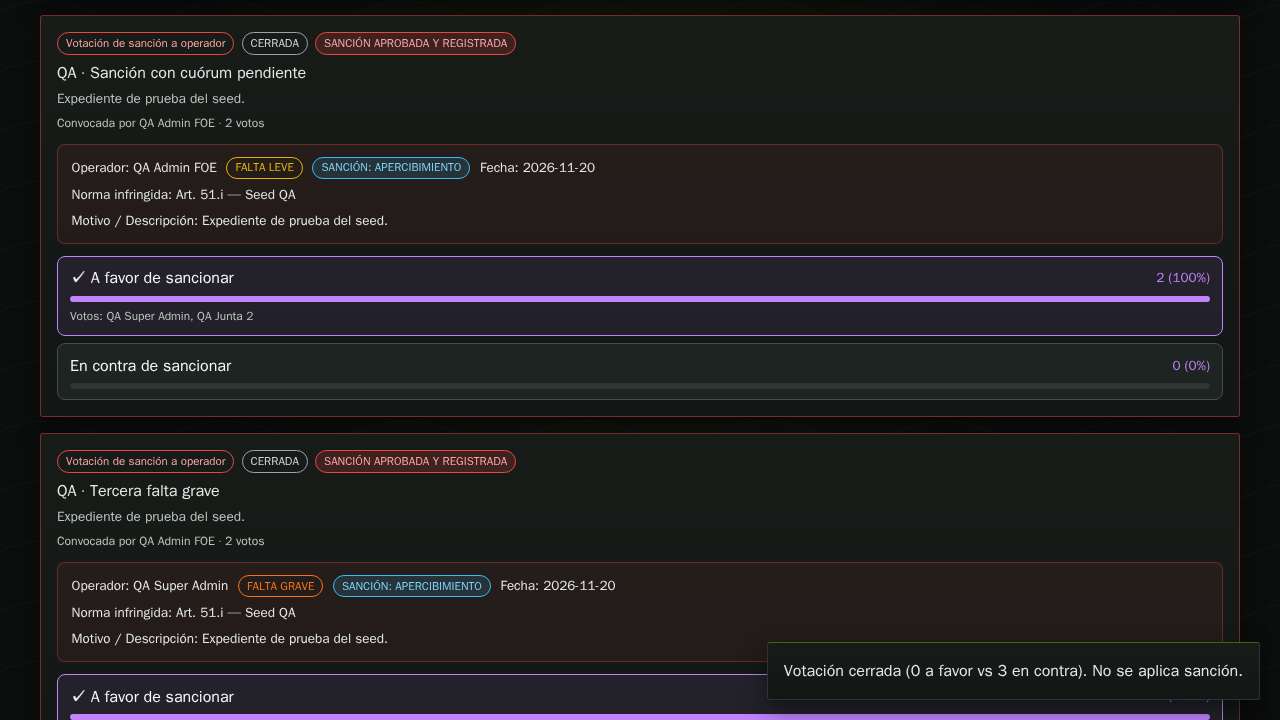 Votación de sanción a operador CERRADA SANCIÓN APROBADA Y REGISTRADA
QA · Sanción con cuórum pendiente
Expediente de prueba del seed.
Convocada por QA Admin FOE · 2 votos
Operador: QA Admin FOE FALTA LEVE SANCIÓN: APERCIBIMIENTO Fecha: 2026-11-20
Norma infringida: Art. 51.i — Seed QA
Motivo / Descripción: Expediente de prueba del seed.
✓ A favor de sancionar 2 (100%)
Votos: QA Super Admin, QA Junta 2
En contra de sancionar 0 (0%)
Votación de sanción a operador CERRADA SANCIÓN APROBADA Y REGISTRADA
QA · Tercera falta grave
Expediente de prueba del seed.
Convocada por QA Admin FOE · 2 votos
Operador: QA Super Admin FALTA GRAVE SANCIÓN: APERCIBIMIENTO Fecha: 2026-11-20
Norma infringida: Art. 51.i — Seed QA
Motivo / Descripción: Expediente de prueba del seed.
✓ A favor de sancionar
Votación cerrada (0 a favor vs 3 en contra). No se aplica sanción.